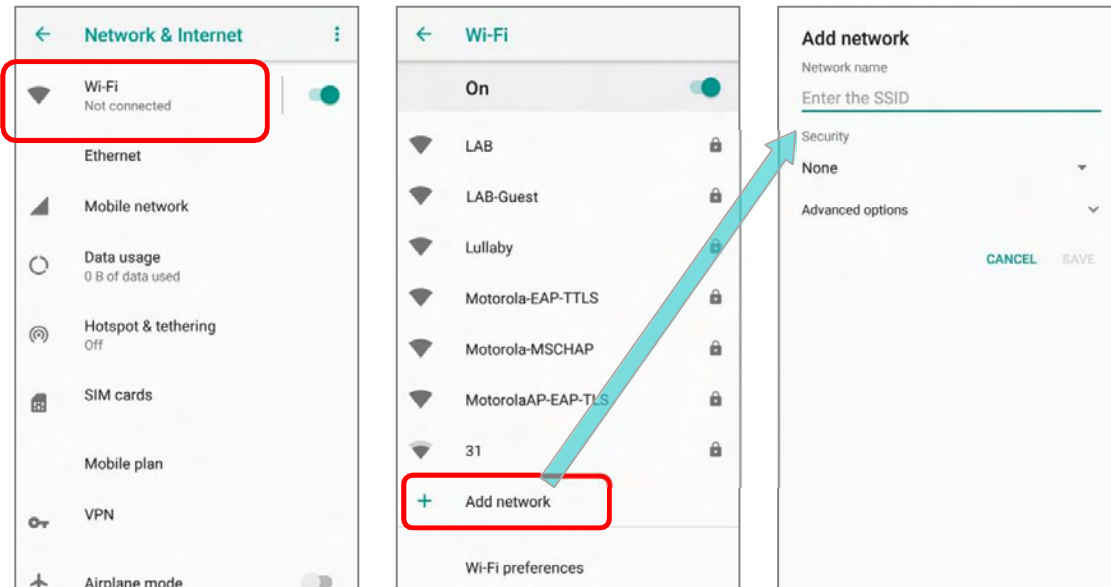 Network & Internet
Wi-Fi
Not connected
Ethernet
Mobile network
Data usage
0 B of data used
Hotspot & tethering
Off
SIM cards
Mobile plan
VPN
Airplane mode
Wi-Fi
On
LAB
LAB-Guest
Lullaby
Motorola-EAP-TTLS
Motorola-MSCHAP
MotorolaAP-EAP-TLS
31
Add network
Wi-Fi preferences
Add network
Network name
Enter the SSID
Security
None
Advanced options
CANCEL SAVE